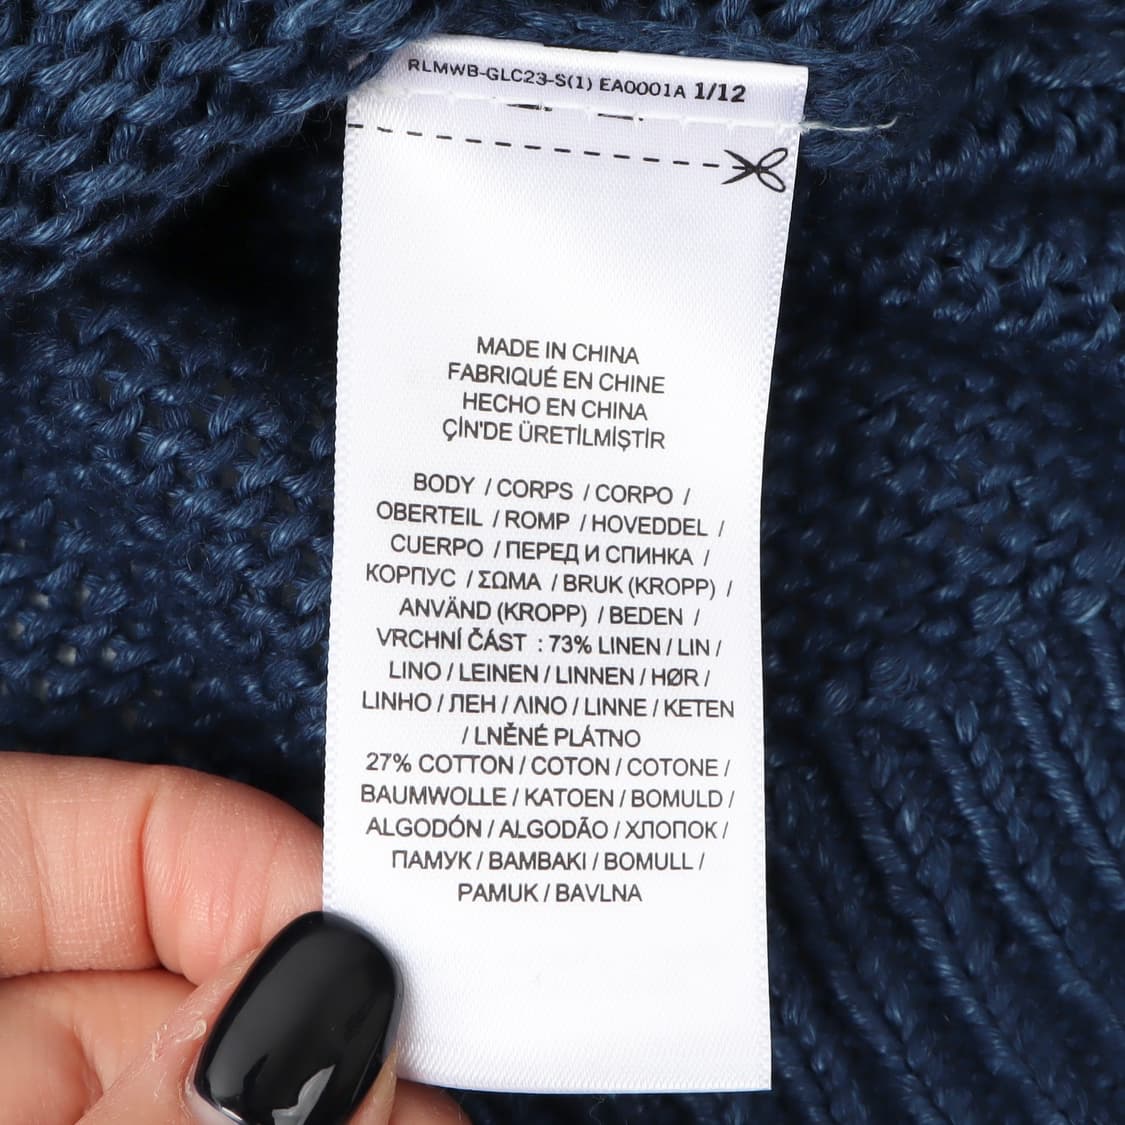 RLMWB-GLC23-S(1) EA0001A 1/12
MADE IN CHINA
FABRIQUÉ EN CHINE
HECHO EN CHINA
ÇİN'DE ÜRETİLMİŞTİR
BODY / CORPS / CORPO /
OBERTEIL / ROMP / HOVEDDEL /
CUERPO / ПЕРЕД И СПИНКА /
КОРПУС / ΣΩΜΑ / BRUK (KROPP) /
ANVÄND (KROPP) / BEDEN /
VRCHNÍ ČÁST : 73% LINEN / LIN /
LINO / LEINEN / LINNEN / HØR /
LINHO / ЛЕН / ΛΙΝΟ / LINNE / KETEN
/ LNĚNÉ PLÁTNO
27% COTTON / COTON / COTONE /
BAUMWOLLE / KATOEN / BOMULD /
ALGODÓN / ALGODÃO / ХЛОПОК /
ПАМУК / ΒΑΜΒΑΚΙ / BOMULL /
PAMUK / BAVLNA